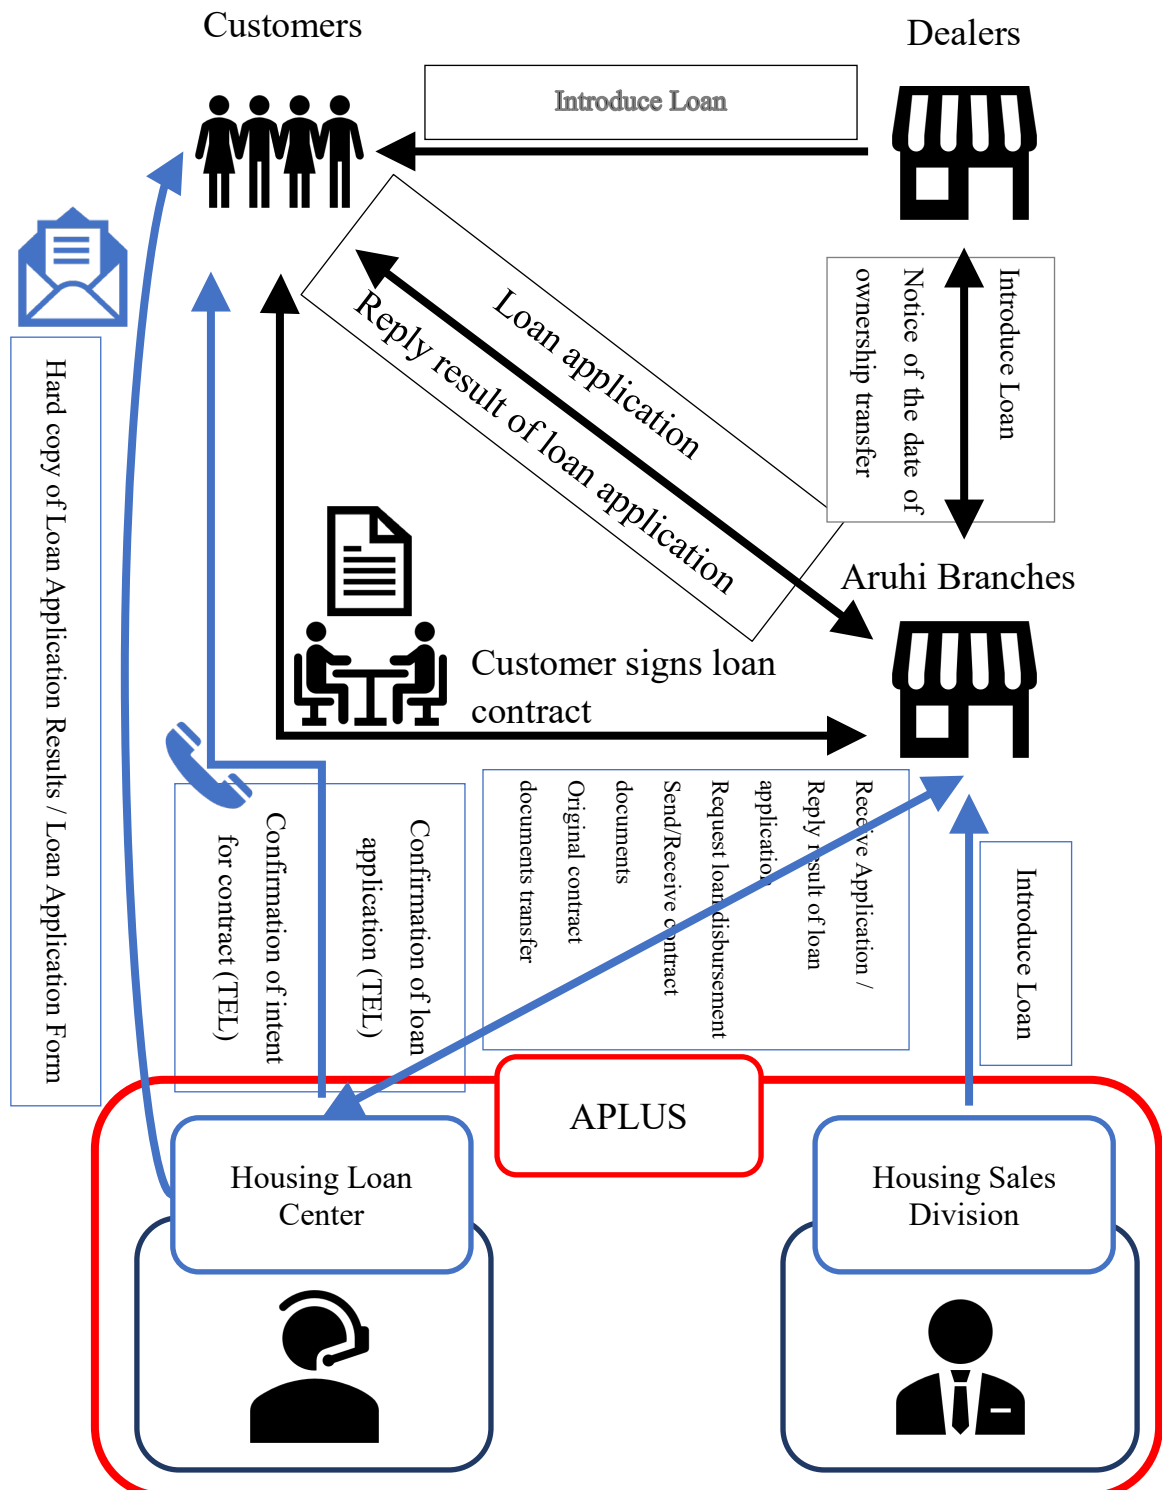 Customers
Dealers
Introduce Loan
Loan application
Reply result of loan application
Introduce Loan
Notice of the date of
ownership transfer
Aruhi Branches
Customer signs loan
contract
Hard copy of Loan Application Results / Loan Application Form
Confirmation of loan
application (TEL)
Confirmation of intent
for contract (TEL)
Receive Application /
Reply result of loan
application
Request loan disbursement
Send/Receive contract
documents
Original contract
documents transfer
Introduce Loan
APLUS
Housing Loan
Center
Housing Sales
Division